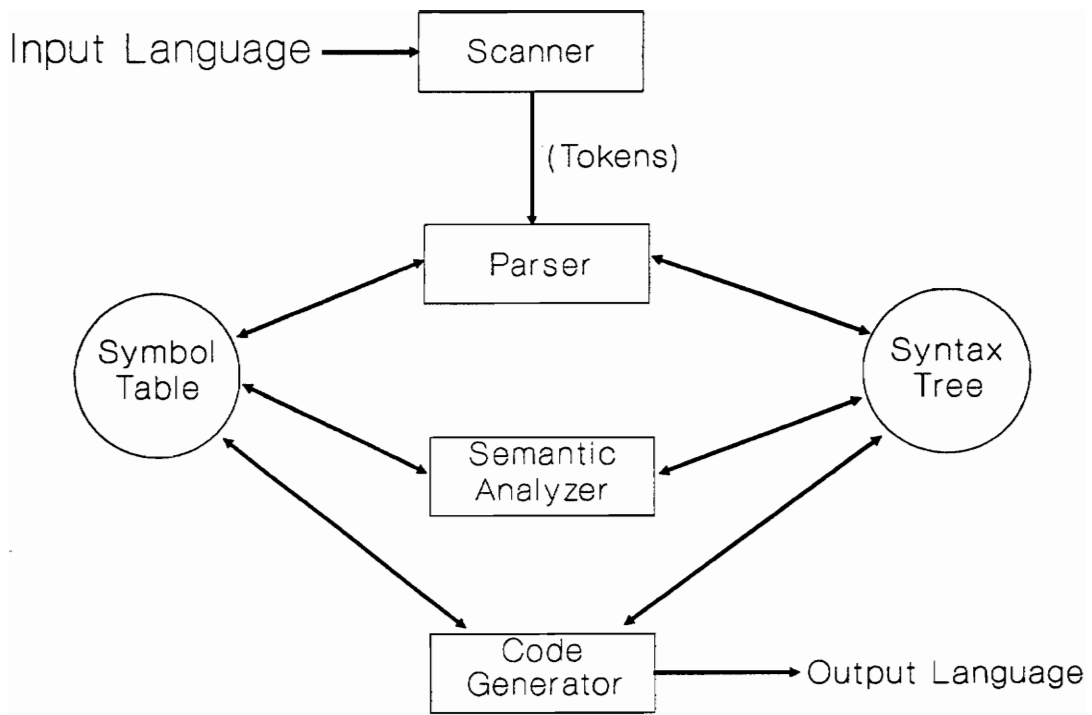 Input Language
Scanner
(Tokens)
Parser
Symbol
Table
Syntax
Tree
Semantic
Analyzer
Code
Generator
Output Language